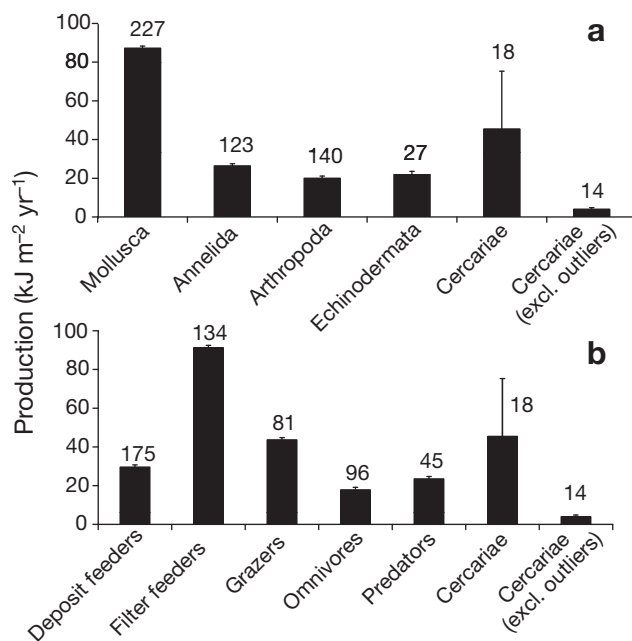 Production (kJ m⁻² yr⁻¹)
a
100
80
60
40
20
0
227
123
140
27
18
14
Mollusca
Annelida
Arthropoda
Echinodermata
Cercariae
Cercariae
(excl. outliers)
b
100
80
60
40
20
0
175
134
81
96
45
18
14
Deposit feeders
Filter feeders
Grazers
Omnivores
Predators
Cercariae
Cercariae
(excl. outliers)